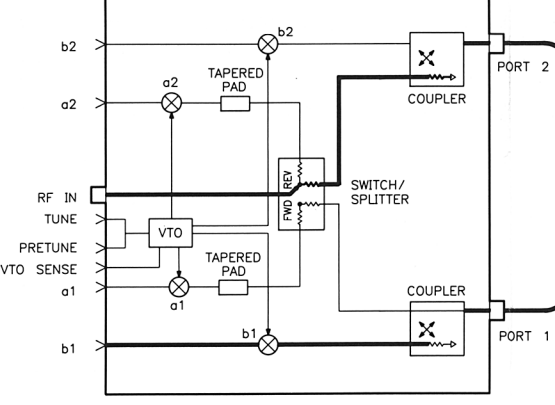 b2
b2
PORT 2
TAPERED
PAD
a2
a2
COUPLER
REV
SWITCH/
SPLITTER
RF IN
FWD
TUNE
VTO
PRETUNE
VTO SENSE
TAPERED
PAD
a1
a1
COUPLER
b1
b1
PORT 1